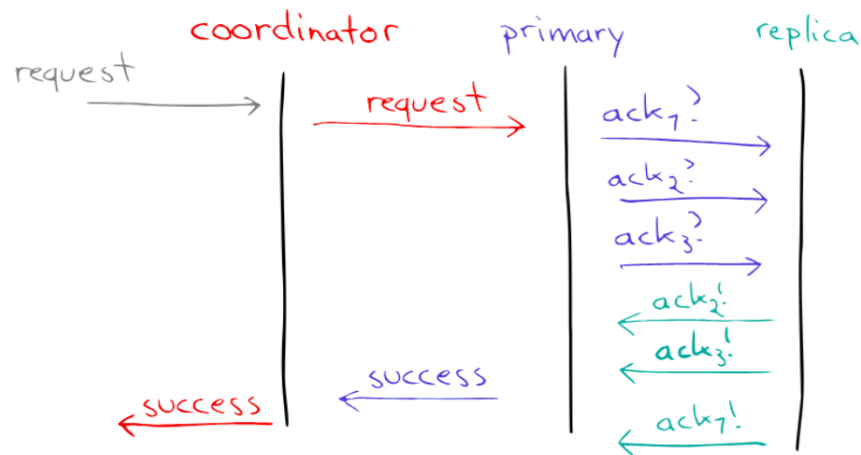 coordinator primary replica
request
request
ack1?
ack2?
ack3?
ack2!
ack3!
success
success
ack1!